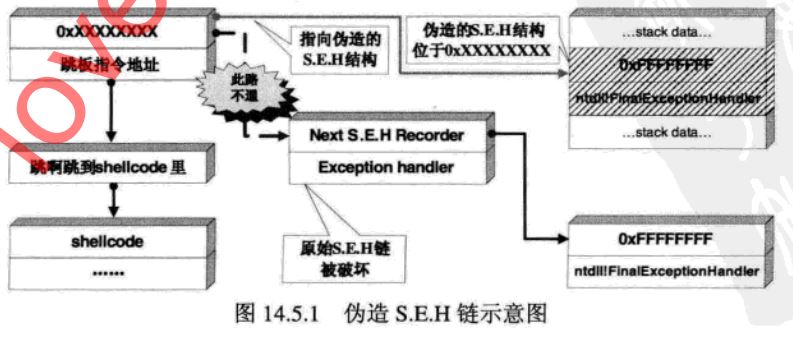 0xXXXXXXXX
跳板指令地址
指向伪造的
S.E.H结构
伪造的S.E.H结构
位于0xXXXXXXXX
…stack data…
0xFFFFFFFF
ntdll!FinalExceptionHandler
…stack data…
此路
不通
Next S.E.H Recorder
Exception handler
跳啊跳到shellcode 里
shellcode
……
原始S.E.H链
被破坏
0xFFFFFFFF
ntdll!FinalExceptionHandler
图 14.5.1 伪造 S.E.H 链示意图
love